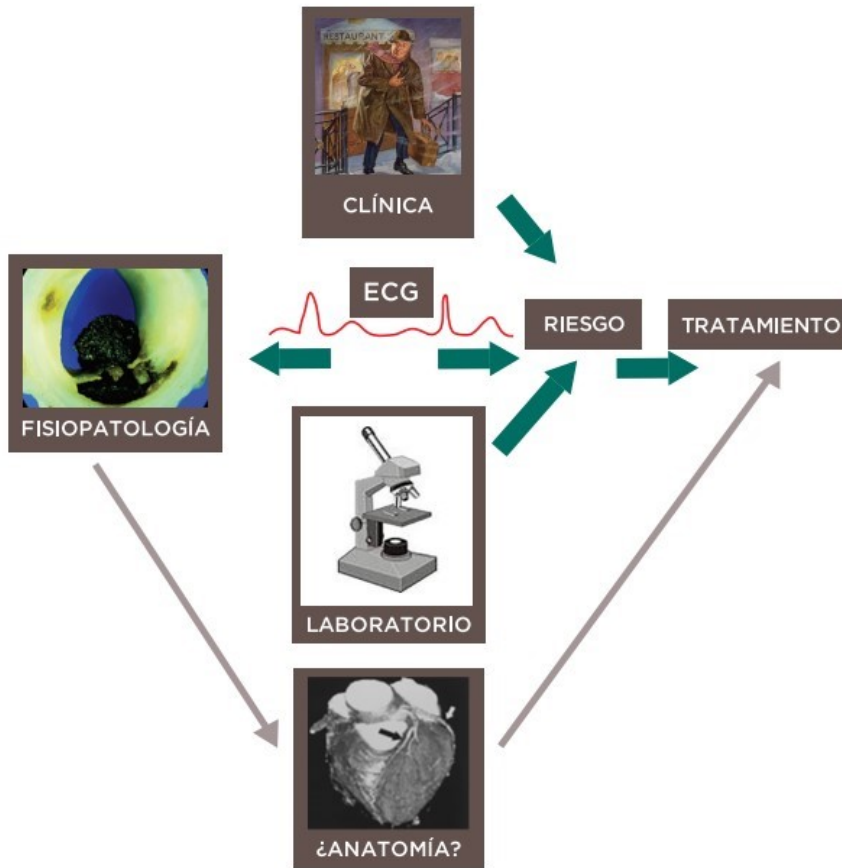 RESTAURANT
CLÍNICA
ECG
RIESGO
TRATAMIENTO
FISIOPATOLOGÍA
LABORATORIO
¿ANATOMÍA?